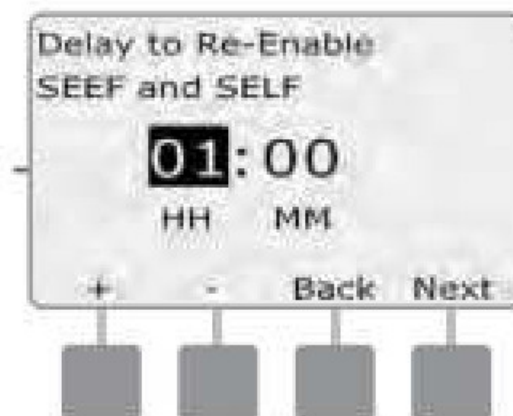 Delay to Re-Enable
SEEF and SELF
01:00
HH MM
+ - Back Next